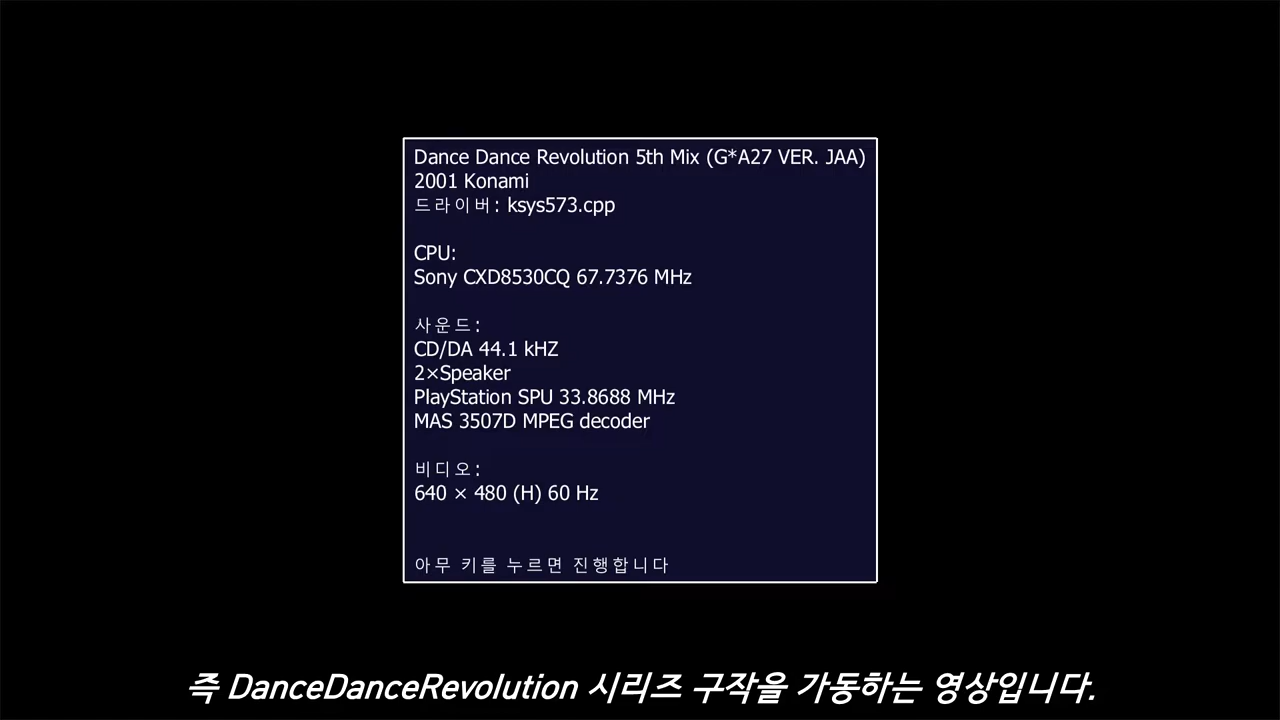 Dance Dance Revolution 5th Mix (G*A27 VER. JAA)
2001 Konami
드라이버: ksys573.cpp
CPU:
Sony CXD8530CQ 67.7376 MHz
사운드:
CD/DA 44.1 kHZ
2×Speaker
PlayStation SPU 33.8688 MHz
MAS 3507D MPEG decoder
비디오:
640 × 480 (H) 60 Hz
아무 키를 누르면 진행합니다
즉 DanceDanceRevolution 시리즈 구작을 가동하는 영상입니다.